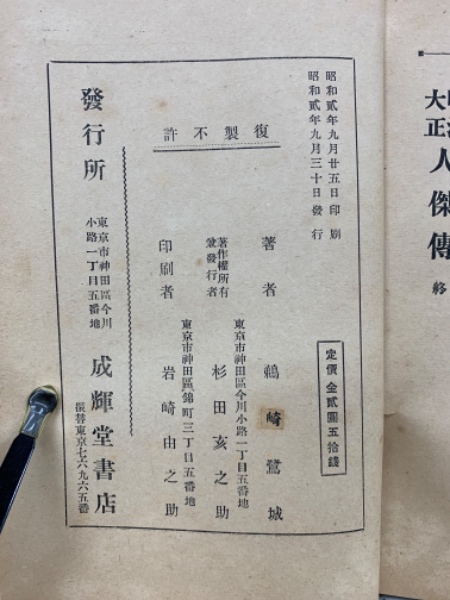 明治
大正人傑傳
終
昭和貳年九月廿五日印刷
昭和貳年九月三十日發行
定價金貳圓五拾錢
復製不許
著者 鵜崎鷺城
東京市神田區今川小路一丁目五番地
著作權所有
兼發行者 杉田亥之助
東京市神田區錦町三丁目五番地
印刷者 岩崎由之助
發行所 東京市神田區今川
小路一丁目五番地 成輝堂書店
振替東京七六九六五番